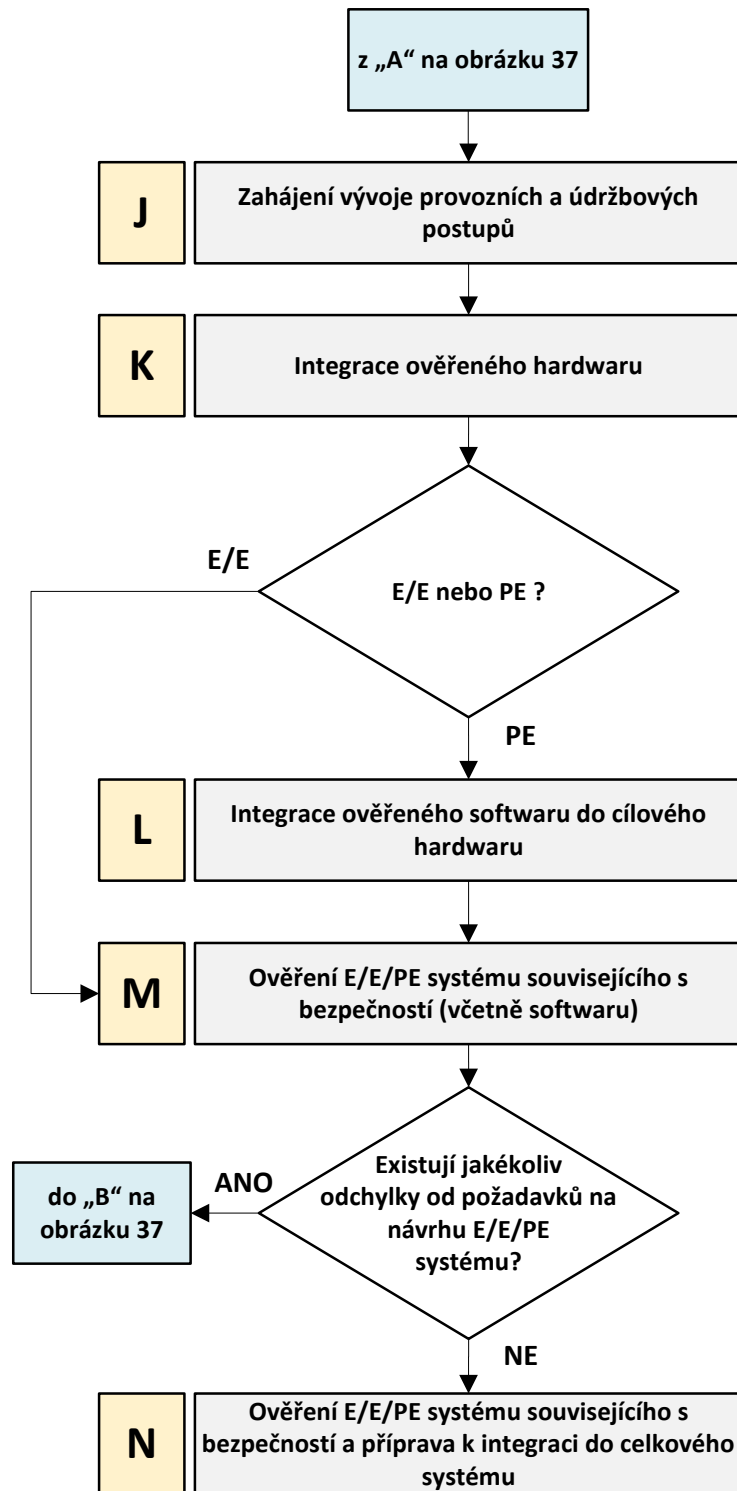 z „A“ na obrázku 37
J
Zahájení vývoje provozních a údržbových
postupů
K
Integrace ověřeného hardwaru
E/E
E/E nebo PE ?
PE
L
Integrace ověřeného softwaru do cílového
hardwaru
M
Ověření E/E/PE systému souvisejícího s
bezpečností (včetně softwaru)
do „B“ na
obrázku 37
ANO
Existují jakékoliv
odchylky od požadavků na
návrhu E/E/PE
systému?
NE
N
Ověření E/E/PE systému souvisejícího s
bezpečností a příprava k integraci do celkového
systému